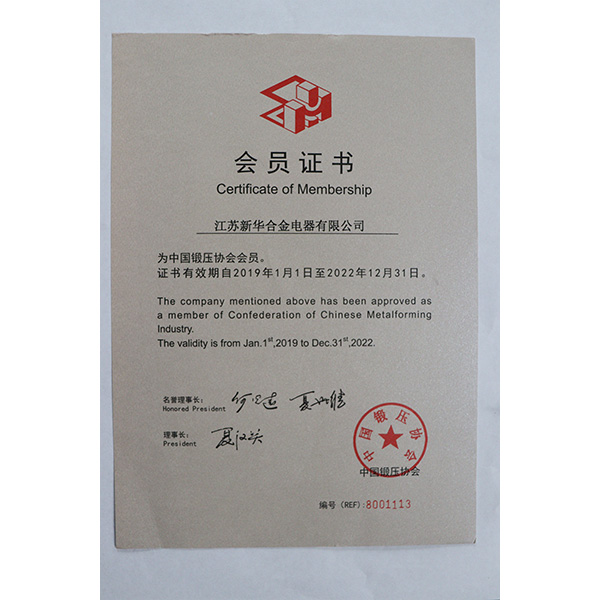 会员证书
Certificate of Membership
江苏新华合金电器有限公司
为中国锻压协会会员。
证书有效期自2019年1月1日至2022年12月31日。
The company mentioned above has been approved as
a member of Confederation of Chinese Metalforming
Industry.
The validity is from Jan.1st,2019 to Dec.31st,2022.
名誉理事长:
Honored President
理事长:
President
中国锻压协会
中国锻压协会
编号 (REF):8001113